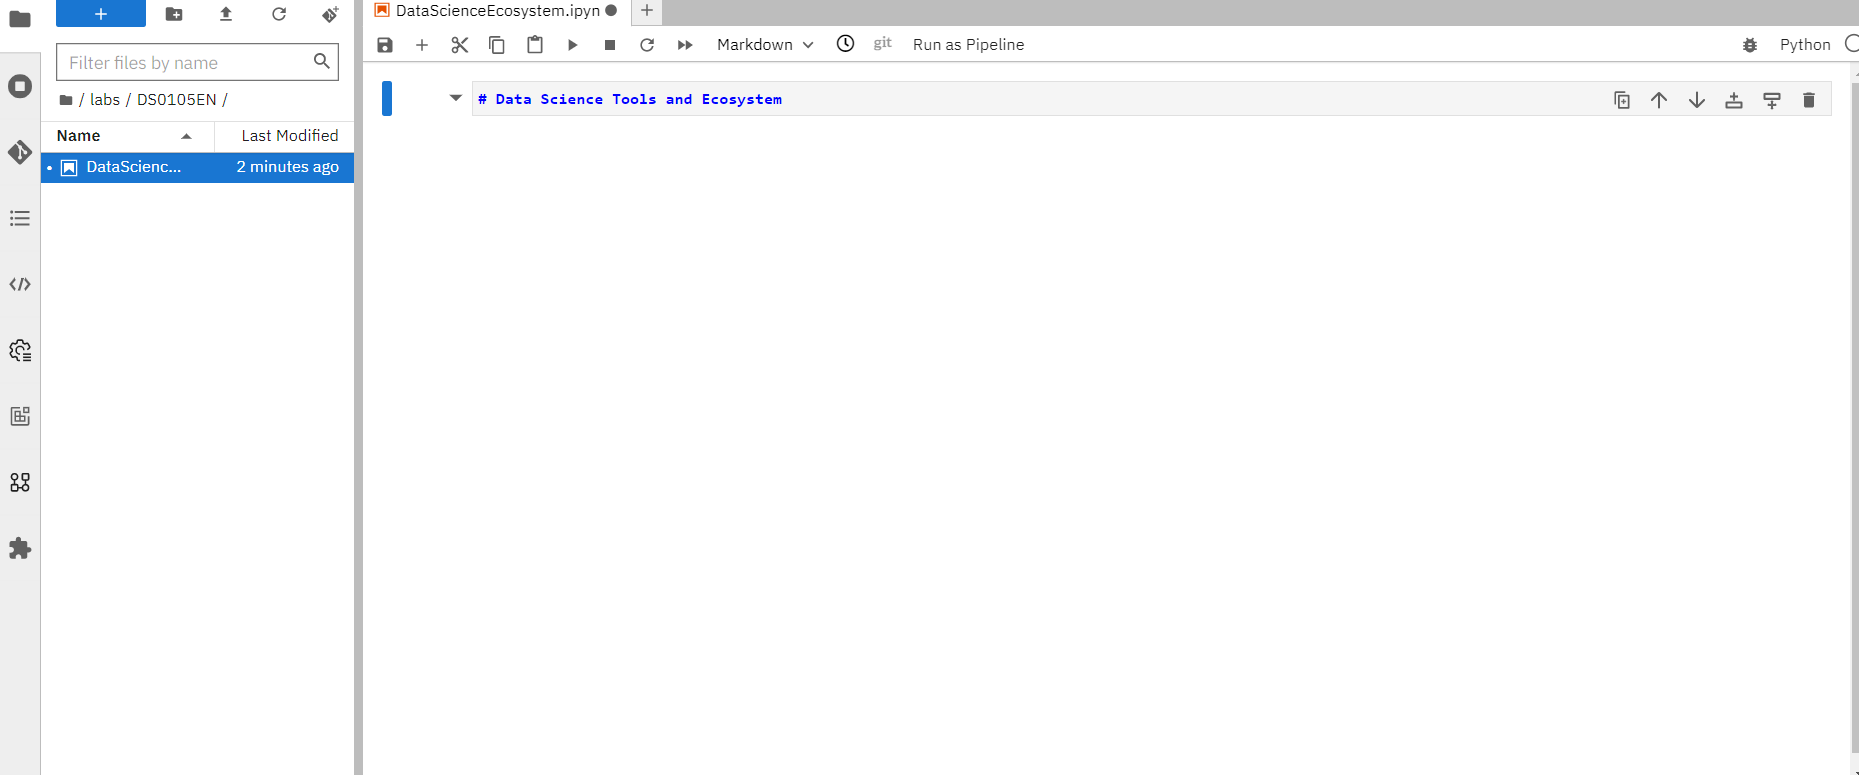 DataScienceEcosystem.ipyn
Markdown
git
Run as Pipeline
Python
Filter files by name
/ labs / DS0105EN /
Name
Last Modified
DataScienc...
2 minutes ago
# Data Science Tools and Ecosystem